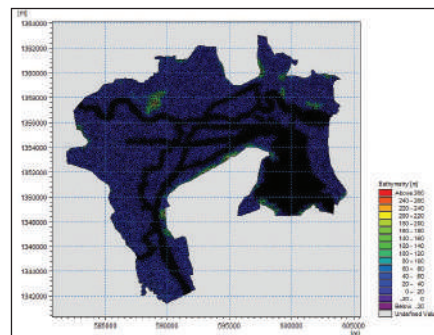 [m]
1364000
1362000
1360000
1358000
1356000
1354000
1352000
1350000
1348000
1346000
1344000
1342000
585000 590000 595000 605000
[m]
Bathymetry [m]
Above 260
240 - 260
220 - 240
200 - 220
180 - 200
160 - 180
140 - 160
120 - 140
100 - 120
80 - 100
60 - 80
40 - 60
20 - 40
0 - 20
-20 - 0
Below -20
Undefined Value